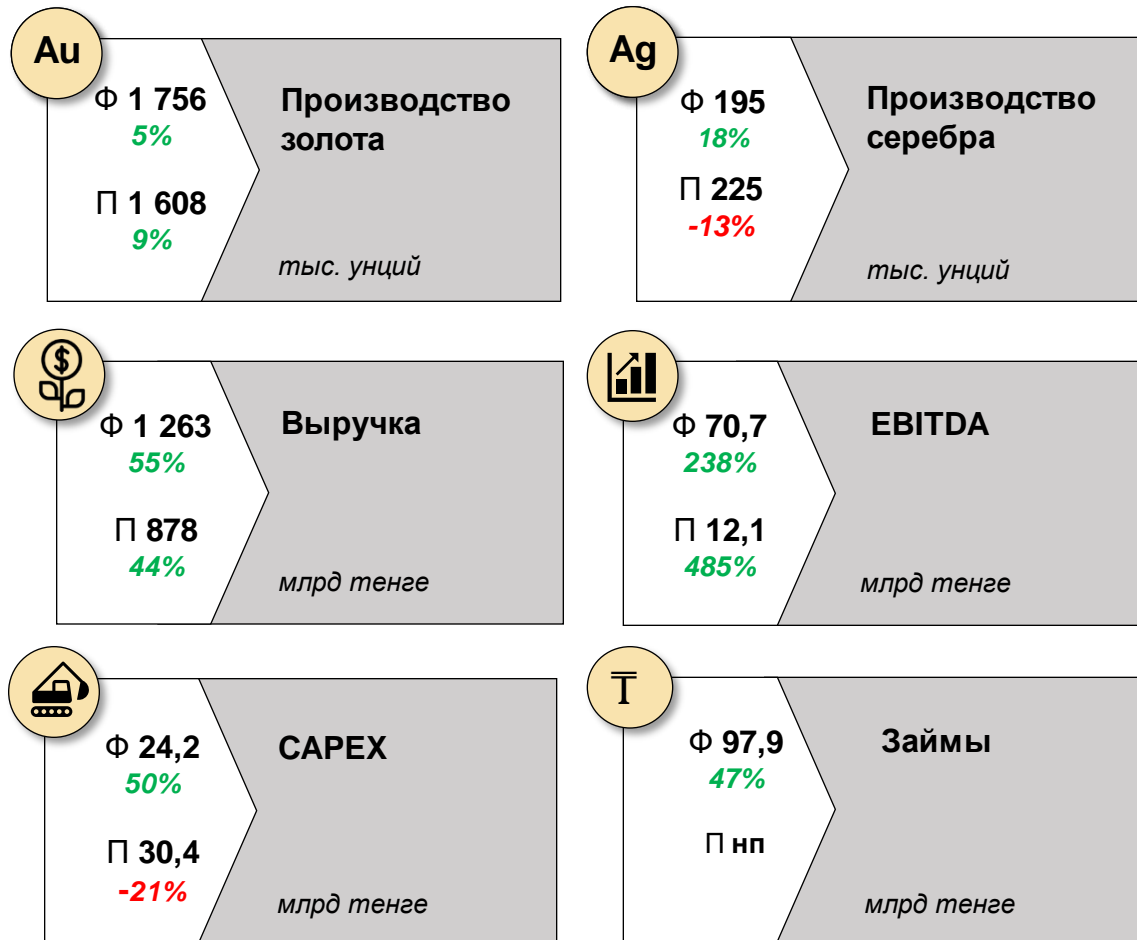 Au
Ф 1 756
5%
П 1 608
9%
Производство
золота
тыс. унций
Ag
Ф 195
18%
П 225
-13%
Производство
серебра
тыс. унций
$
Ф 1 263
55%
П 878
44%
Выручка
млрд тенге
Ф 70,7
238%
П 12,1
485%
EBITDA
млрд тенге
Ф 24,2
50%
П 30,4
-21%
CAPEX
млрд тенге
₸
Ф 97,9
47%
П нп
Займы
млрд тенге